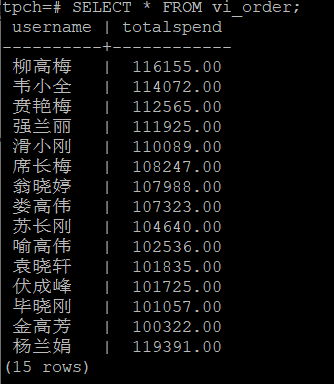 tpch=# SELECT * FROM vi_order;
username | totalspend
----------+------------
柳高梅 | 116155.00
韦小全 | 114072.00
贲艳梅 | 112565.00
强兰丽 | 111925.00
滑小刚 | 110089.00
席长梅 | 108247.00
翁晓婷 | 107988.00
娄高伟 | 107323.00
苏长刚 | 104640.00
喻高伟 | 102536.00
袁晓轩 | 101835.00
伏成峰 | 101725.00
毕晓刚 | 101057.00
金高芳 | 100322.00
杨兰娟 | 119391.00
(15 rows)